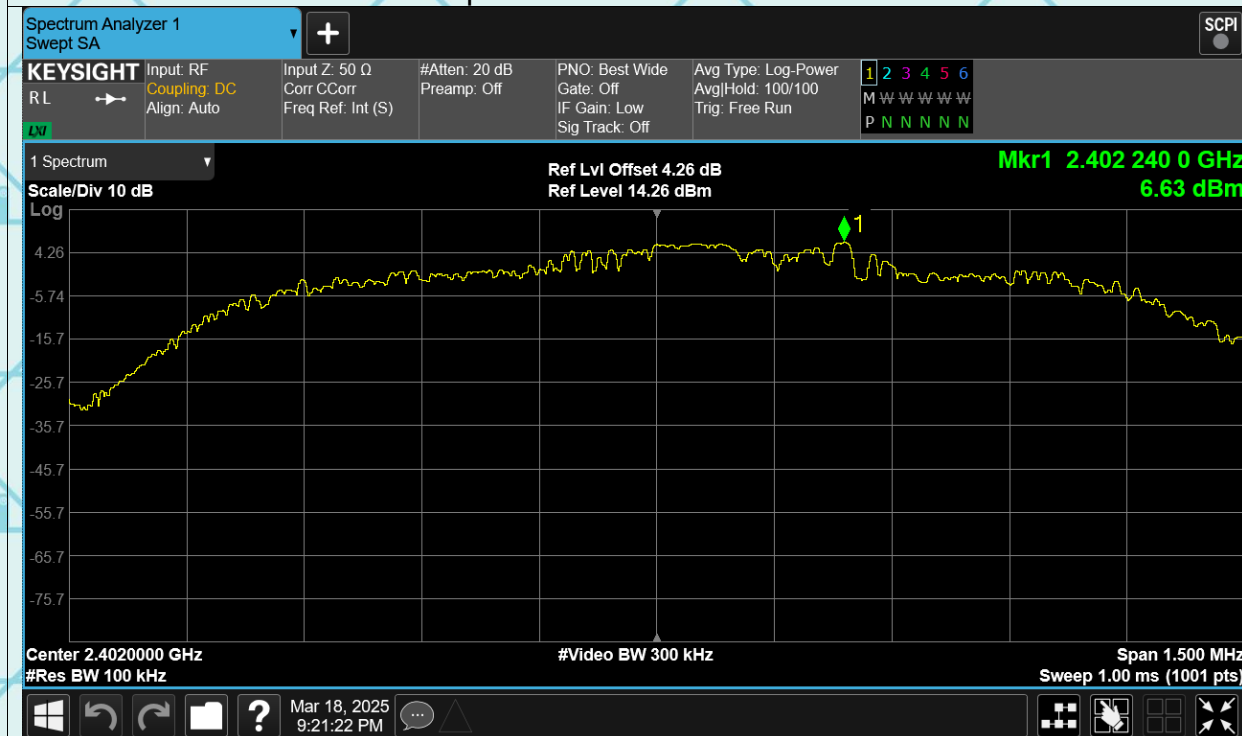 Spectrum Analyzer 1
Swept SA
+
SCPI
KEYSIGHT
RL
LXI
Input: RF
Coupling: DC
Align: Auto
Input Z: 50 Ω
Corr CCorr
Freq Ref: Int (S)
#Atten: 20 dB
Preamp: Off
PNO: Best Wide
Gate: Off
IF Gain: Low
Sig Track: Off
Avg Type: Log-Power
Avg|Hold: 100/100
Trig: Free Run
1 2 3 4 5 6
M W W W W W
P N N N N N
1 Spectrum
Scale/Div 10 dB
Log
Ref Lvl Offset 4.26 dB
Ref Level 14.26 dBm
Mkr1 2.402 240 0 GHz
6.63 dBm
1
4.26
-5.74
-15.7
-25.7
-35.7
-45.7
-55.7
-65.7
-75.7
Center 2.4020000 GHz
#Res BW 100 kHz
#Video BW 300 kHz
Span 1.500 MHz
Sweep 1.00 ms (1001 pts)
?
Mar 18, 2025
9:21:22 PM